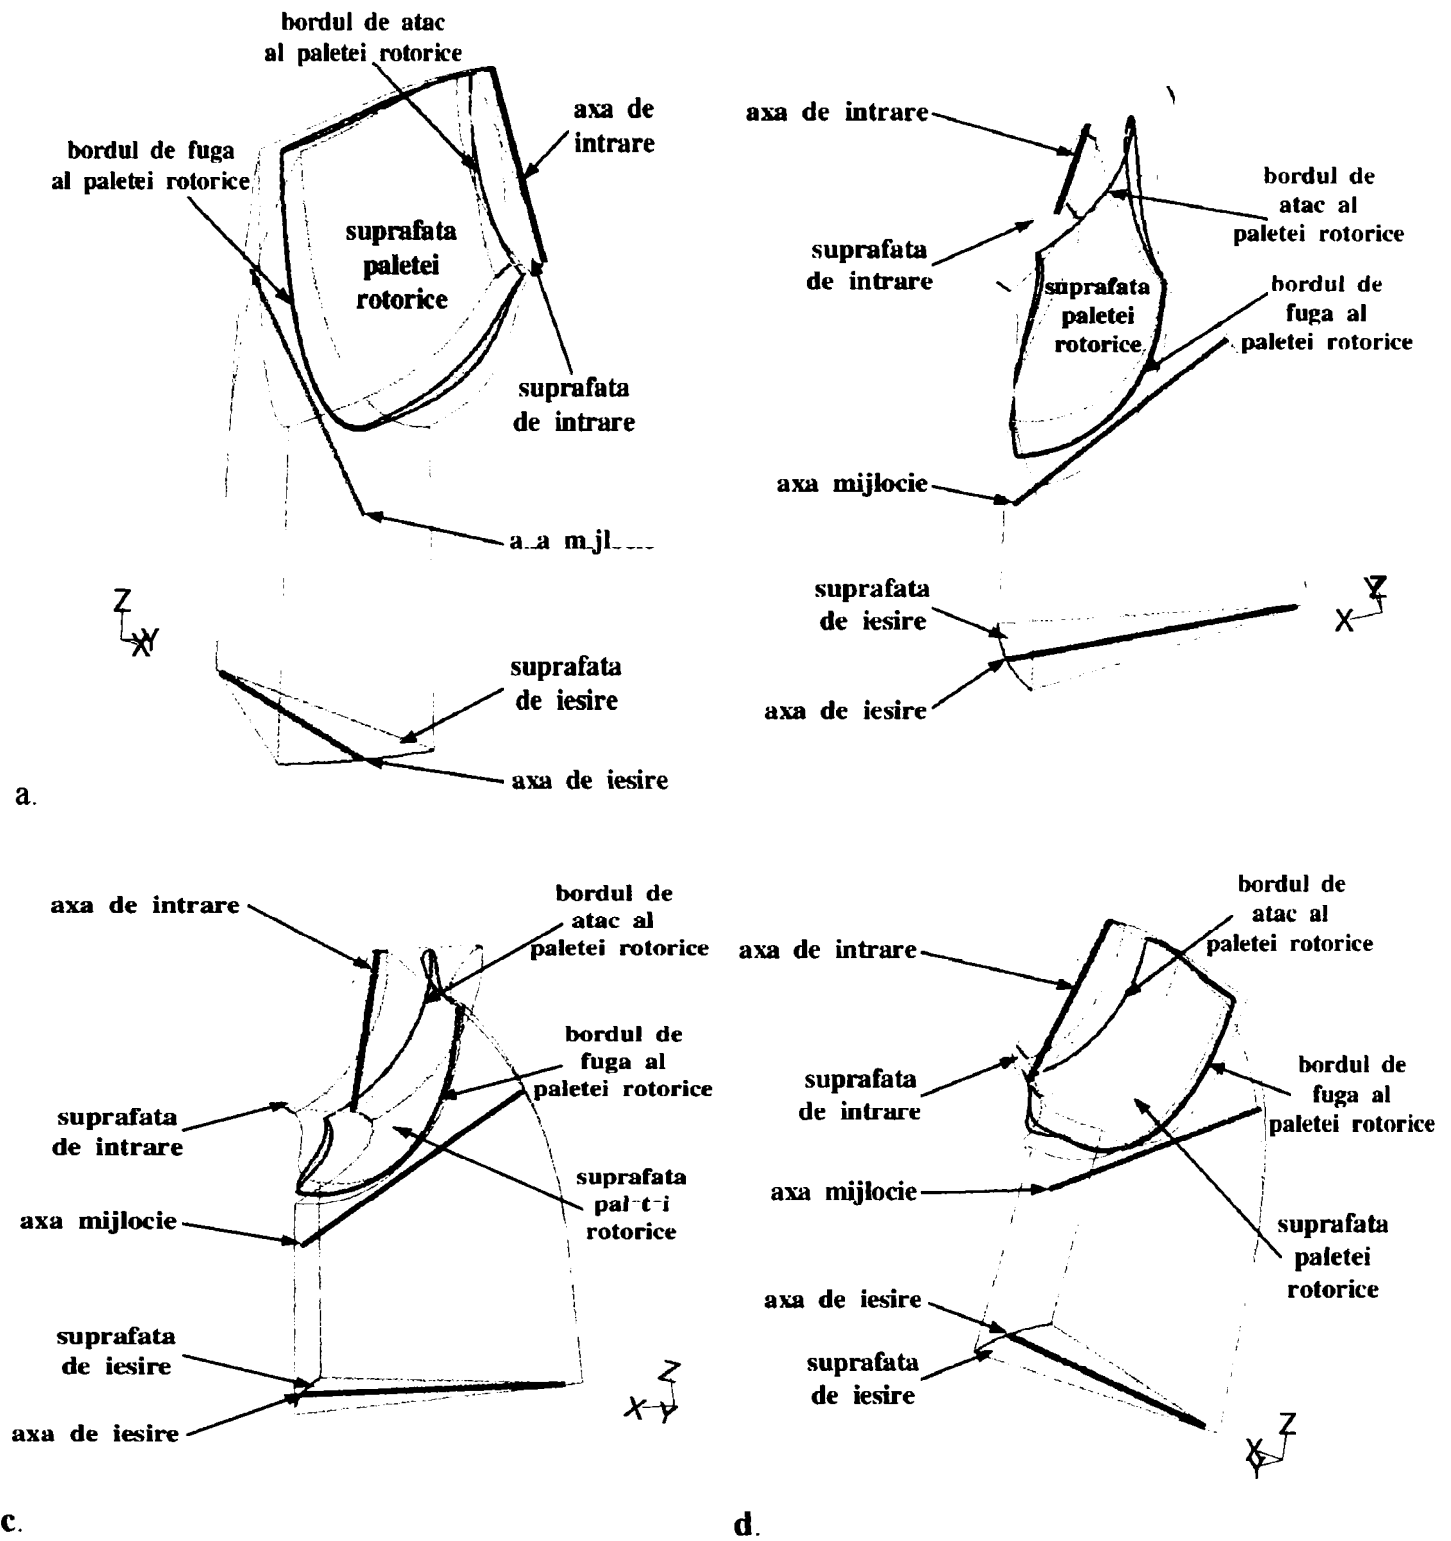 bordul de atac
al paletei rotorice
axa de
intrare
bordul de fuga
al paletei rotorice
suprafata
paletei
rotorice
suprafata
de intrare
Z
X
Y
suprafata
de iesire
axa de iesire
a.
axa de intrare
bordul de
atac al
paletei rotorice
suprafata
de intrare
suprafata
paletei
rotorice
bordul de
fuga al
paletei rotorice
axa mijlocie
suprafata
de iesire
axa de iesire
Y
Z
X
axa de intrare
bordul de
atac al
paletei rotorice
bordul de
fuga al
paletei rotorice
suprafata
de intrare
suprafata
rotorice
axa mijlocie
suprafata
de iesire
axa de iesire
Z
X
Y
c.
axa de intrare
bordul de
atac al
paletei rotorice
suprafata
de intrare
bordul de
fuga al
paletei rotorice
axa mijlocie
suprafata
paletei
rotorice
axa de iesire
suprafata
de iesire
Z
X
Y
d.